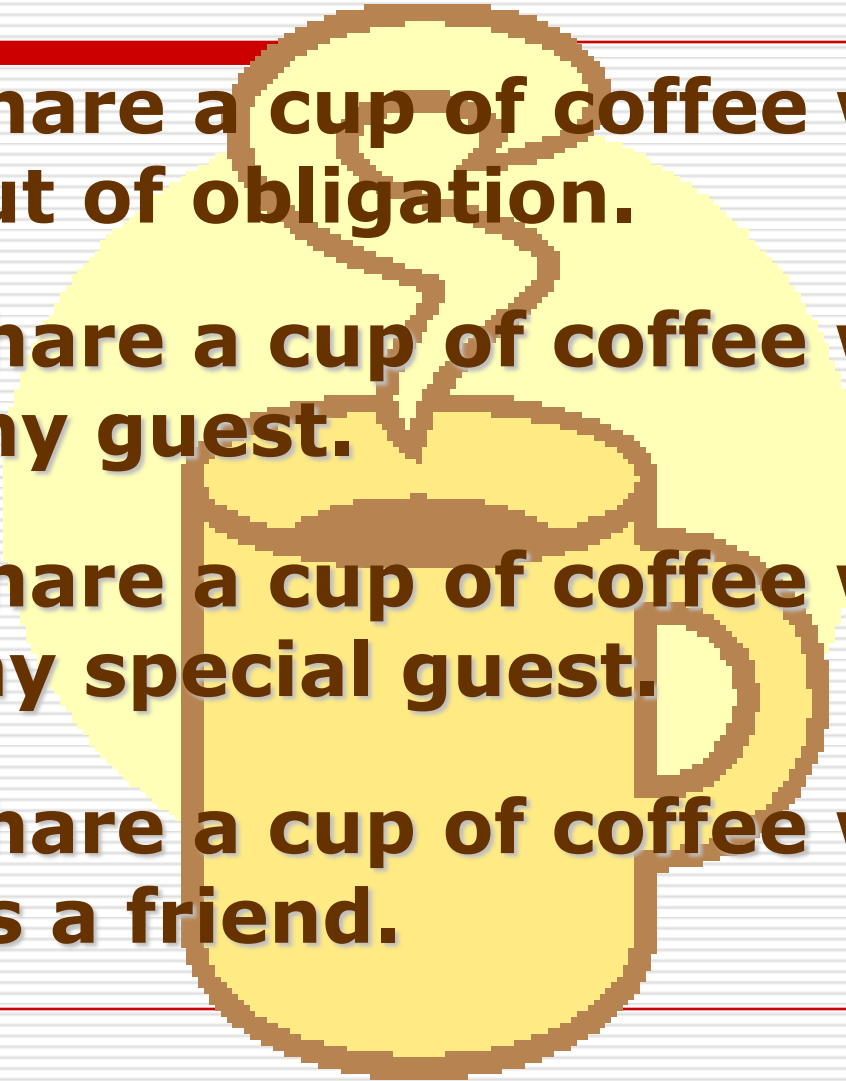 hare a cup of coffee w
ut of obligation.
hare a cup of coffee w
ny guest.
hare a cup of coffee w
y special guest.
hare a cup of coffee w
s a friend.